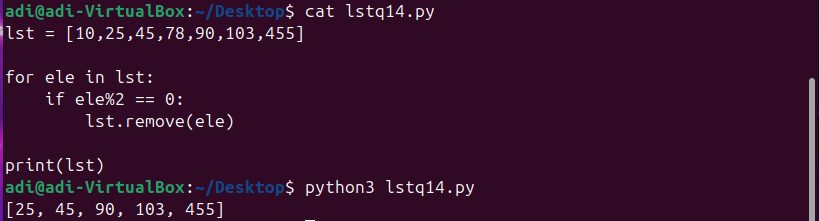 adi@adi-VirtualBox:~/Desktop$ cat lstq14.py
lst = [10,25,45,78,90,103,455]
for ele in lst:
    if ele%2 == 0:
        lst.remove(ele)
print(lst)
adi@adi-VirtualBox:~/Desktop$ python3 lstq14.py
[25, 45, 90, 103, 455]